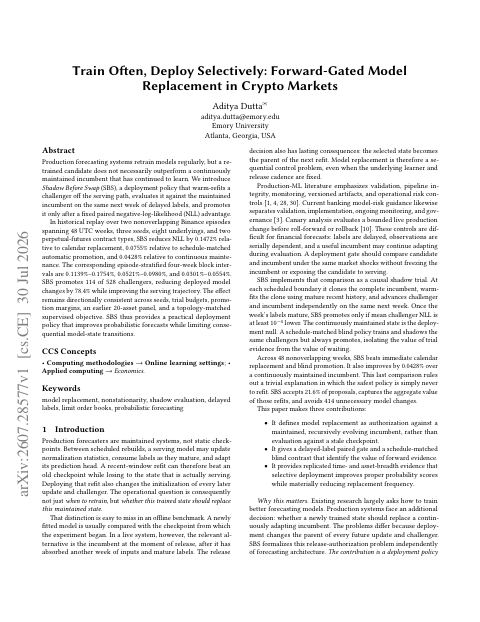 Train Often, Deploy Selectively: Forward-Gated Model
Replacement in Crypto Markets
Aditya Dutta
aditya.dutta@emory.edu
Emory University
Atlanta, Georgia, USA
Abstract
Production forecasting systems retrain models regularly, but a re-
trained candidate does not necessarily outperform a continuously
maintained incumbent that has continued to learn. We introduce
Shadow Before Swap (SBS), a deployment policy that warm-refits a
challenger off the serving path, evaluates it against the maintained
incumbent on the same next week of delayed labels, and promotes
it only after a fixed paired negative-log-likelihood (NLL) advantage.
In historical replay over two nonoverlapping Binance episodes
spanning 48 UTC weeks, three seeds, eight underlyings, and two
perpetual-futures contract types, SBS reduces NLL by 0.1472% rela-
tive to calendar replacement, 0.0755% relative to schedule-matched
automatic promotion, and 0.0428% relative to continuous mainte-
nance. The corresponding episode-stratified four-week block inter-
vals are 0.1139%–0.1754%, 0.0521%–0.0980%, and 0.0301%–0.0554%.
SBS promotes 114 of 528 challengers, reducing deployed model
changes by 78.4% while improving the serving trajectory. The effect
remains directionally consistent across seeds, trial budgets, promo-
tion margins, an earlier 20-asset panel, and a topology-matched
supervised objective. SBS thus provides a practical deployment
policy that improves probabilistic forecasts while limiting conse-
quential model-state transitions.
CCS Concepts
• Computing methodologies → Online learning settings; •
Applied computing → Economics.
Keywords
model replacement, nonstationarity, shadow evaluation, delayed
labels, limit order books, probabilistic forecasting
1 Introduction
Production forecasters are maintained systems, not static check-
points. Between scheduled rebuilds, a serving model may update
normalization statistics, consume labels as they mature, and adapt
its prediction head. A recent-window refit can therefore beat an
old checkpoint while losing to the state that is actually serving.
Deploying that refit also changes the initialization of every later
update and challenger. The operational question is consequently
not just when to retrain, but whether this trained state should replace
this maintained state.
That distinction is easy to miss in an offline benchmark. A newly
fitted model is usually compared with the checkpoint from which
the experiment began. In a live system, however, the relevant al-
ternative is the incumbent at the moment of release, after it has
absorbed another week of inputs and mature labels. The release
decision also has lasting consequences: the selected state becomes
the parent of the next refit. Model replacement is therefore a se-
quential control problem, even when the underlying learner and
release cadence are fixed.
Production-ML literature emphasizes validation, pipeline in-
tegrity, monitoring, versioned artifacts, and operational risk con-
trols [1, 4, 28, 30]. Current banking model-risk guidance likewise
separates validation, implementation, ongoing monitoring, and gov-
ernance [3]. Canary analysis evaluates a bounded live production
change before roll-forward or rollback [10]. These controls are dif-
ficult for financial forecasts: labels are delayed, observations are
serially dependent, and a useful incumbent may continue adapting
during evaluation. A deployment gate should compare candidate
and incumbent under the same market shocks without freezing the
incumbent or exposing the candidate to serving.
SBS implements that comparison as a causal shadow trial. At
each scheduled boundary it clones the complete incumbent, warm-
fits the clone using mature recent history, and advances challenger
and incumbent independently on the same next week. Once the
week's labels mature, SBS promotes only if mean challenger NLL is
at least 10⁻⁴ lower. The continuously maintained state is the deploy-
ment null. A schedule-matched blind policy trains and shadows the
same challengers but always promotes, isolating the value of trial
evidence from the value of waiting.
Across 48 nonoverlapping weeks, SBS beats immediate calendar
replacement and blind promotion. It also improves by 0.0428% over
a continuously maintained incumbent. This last comparison rules
out a trivial explanation in which the safest policy is simply never
to refit. SBS accepts 21.6% of proposals, captures the aggregate value
of those refits, and avoids 414 unnecessary model changes.
This paper makes three contributions:
• It defines model replacement as authorization against a
maintained, recursively evolving incumbent, rather than
evaluation against a stale checkpoint.
• It gives a delayed-label paired gate and a schedule-matched
blind contrast that identify the value of forward evidence.
• It provides replicated time- and asset-breadth evidence that
selective deployment improves proper probability scores
while materially reducing replacement frequency.
Why this matters. Existing research largely asks how to train
better forecasting models. Production systems face an additional
decision: whether a newly trained state should replace a contin-
uously adapting incumbent. The problems differ because deploy-
ment changes the parent of every future update and challenger.
SBS formalizes this release-authorization problem independently
of forecasting architecture. The contribution is a deployment policy
arXiv:2607.28577v1 [cs.CE] 30 Jul 2026